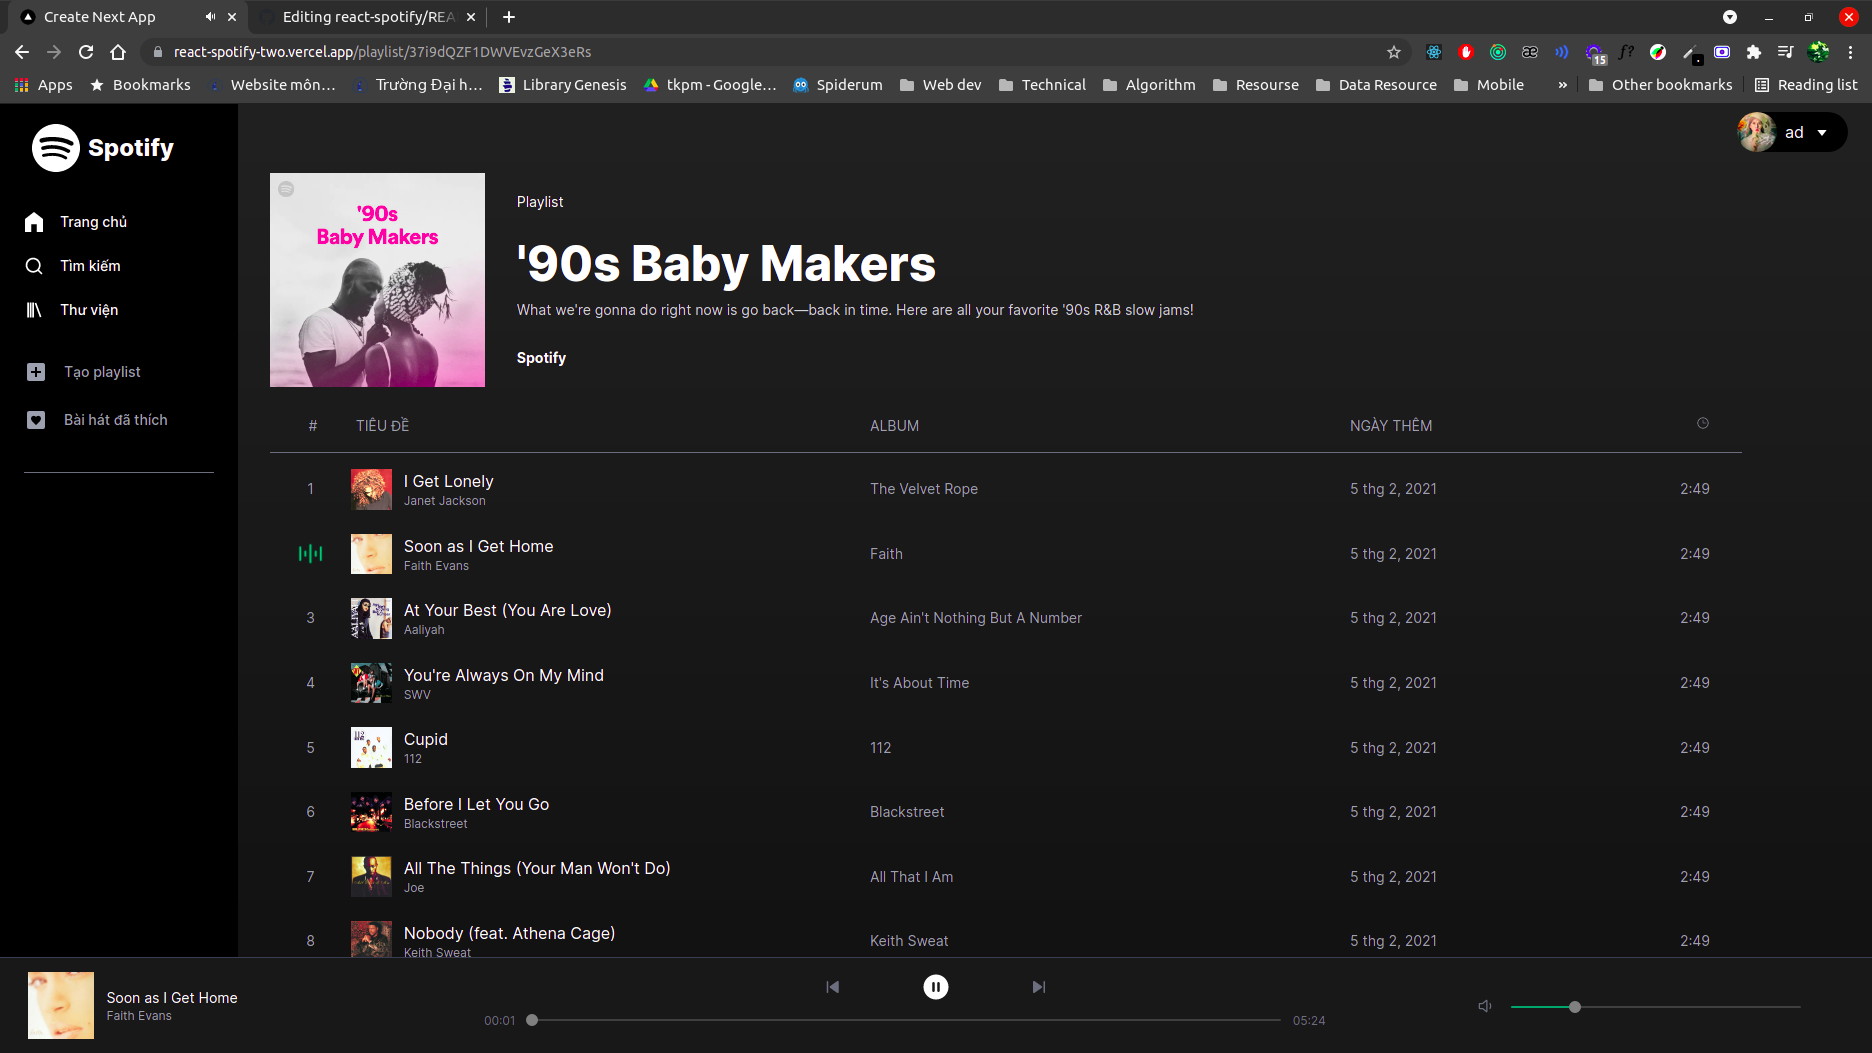 Create Next App
Editing react-spotify/REA
react-spotify-two.vercel.app/playlist/37i9dQZF1DWVEvzGeX3eRs
15
Apps
Bookmarks
Website môn...
Trường Đại h...
Library Genesis
tkpm - Google...
Spiderum
Web dev
Technical
Algorithm
Resourse
Data Resource
Mobile
»
Other bookmarks
Reading list
Spotify
Trang chủ
Tìm kiếm
Thư viện
Tạo playlist
Bài hát đã thích
ad
'90s
Baby Makers
Playlist
'90s Baby Makers
What we're gonna do right now is go back—back in time. Here are all your favorite '90s R&B slow jams!
Spotify
# TIÊU ĐỀ ALBUM NGÀY THÊM
1 I Get Lonely The Velvet Rope 5 thg 2, 2021 2:49
Janet Jackson
Soon as I Get Home Faith 5 thg 2, 2021 2:49
Faith Evans
3 At Your Best (You Are Love) Age Ain't Nothing But A Number 5 thg 2, 2021 2:49
Aaliyah
4 You're Always On My Mind It's About Time 5 thg 2, 2021 2:49
SWV
5 Cupid 112 5 thg 2, 2021 2:49
112
6 Before I Let You Go Blackstreet 5 thg 2, 2021 2:49
Blackstreet
7 All The Things (Your Man Won't Do) All That I Am 5 thg 2, 2021 2:49
Joe
8 Nobody (feat. Athena Cage) Keith Sweat 5 thg 2, 2021 2:49
Keith Sweat
Soon as I Get Home
Faith Evans
00:01
05:24